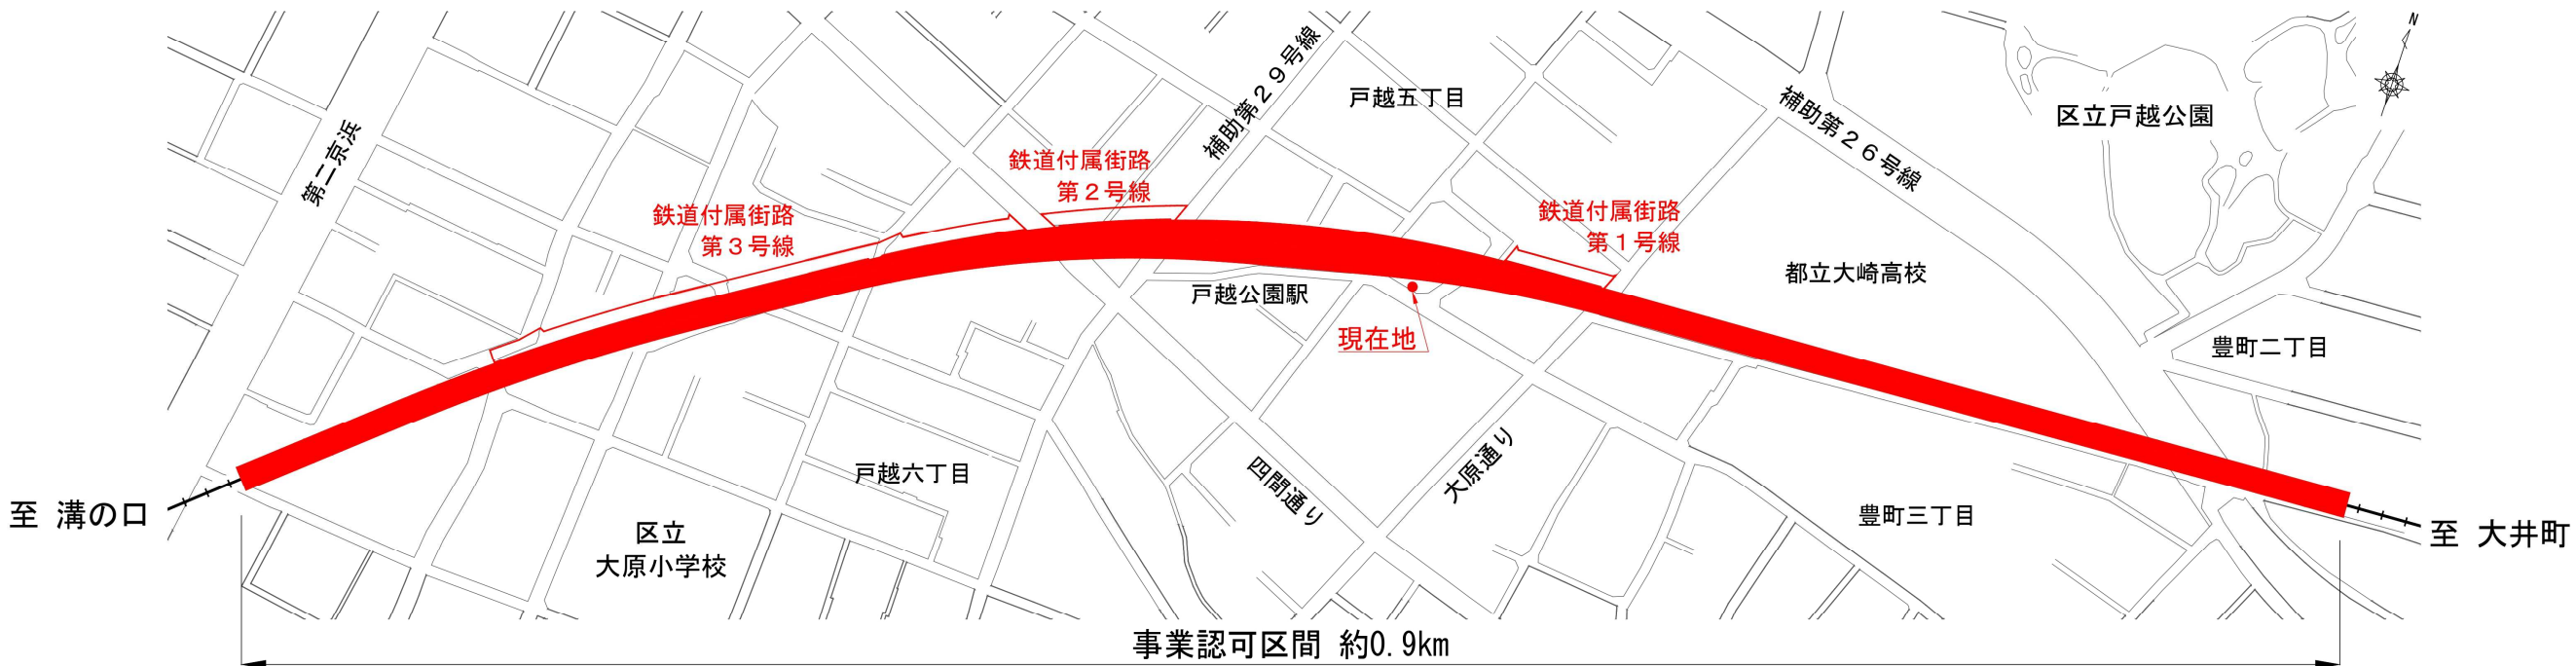 N
第二京浜
鉄道付属街路
第３号線
鉄道付属街路
第２号線
補助第２９号線
戸越五丁目
鉄道付属街路
第１号線
補助第２６号線
区立戸越公園
都立大崎高校
戸越公園駅
現在地
豊町二丁目
戸越六丁目
四間通り
大原通り
豊町三丁目
区立
大原小学校
至 溝の口
至 大井町
事業認可区間 約0.9km